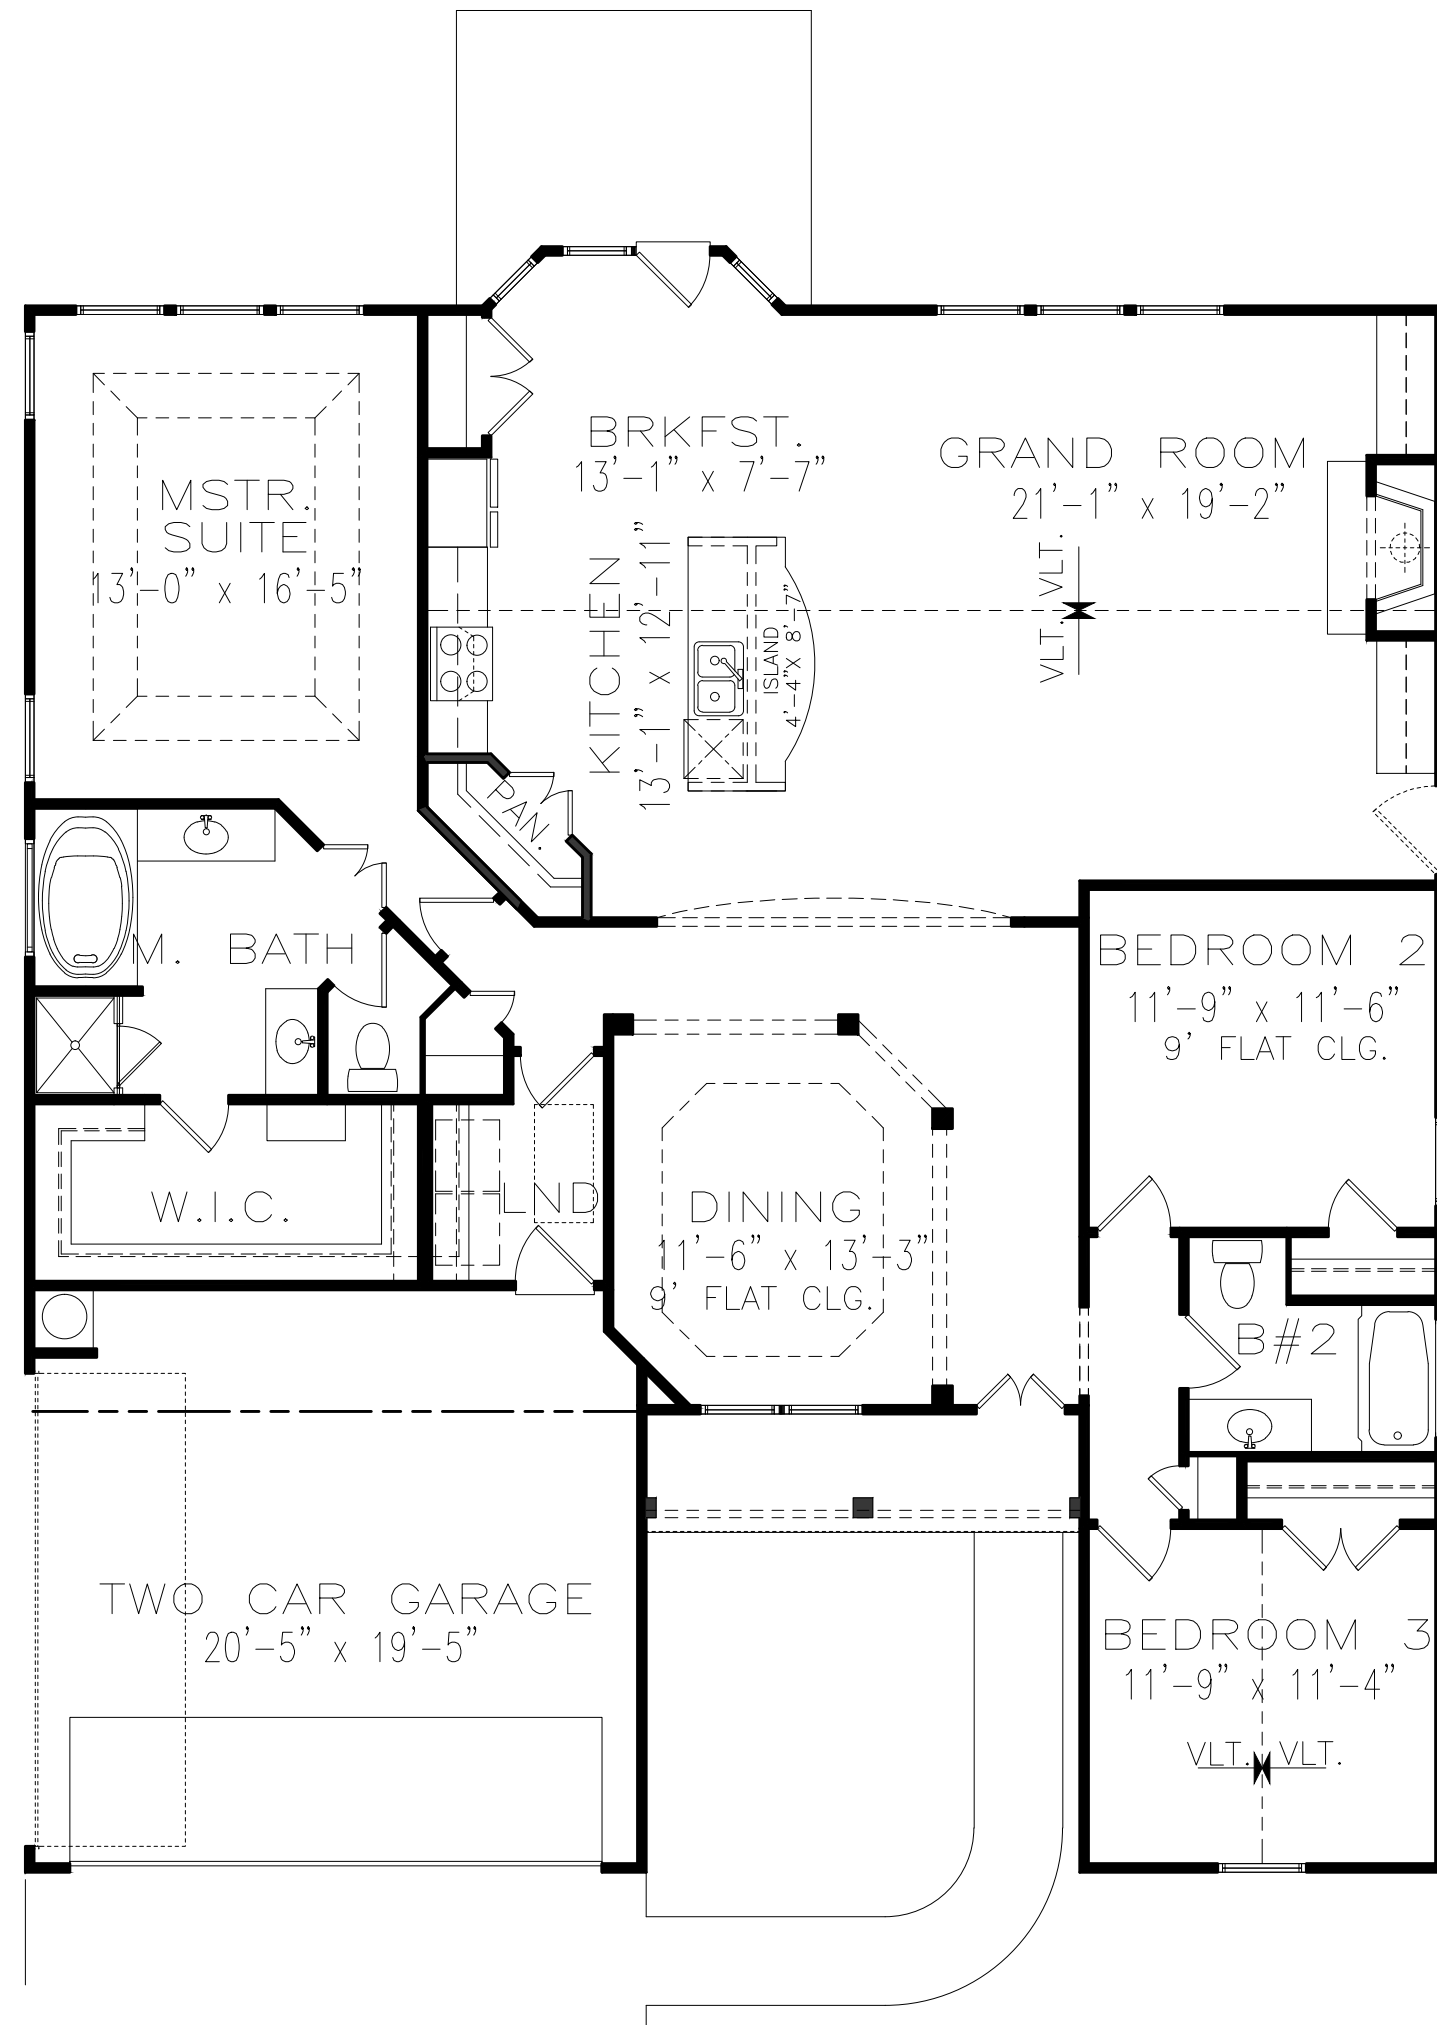 BRKFST.
13'-1" x 7'-7"
GRAND ROOM
21'-1" x 19'-2"
MSTR.
SUITE
13'-0" x 16'-5"
KITCHEN
13'-1" x 12'-11"
ISLAND
4'-4"x 8'-7"
VLT. VLT.
PAN.
M. BATH
BEDROOM 2
11'-9" x 11'-6"
9' FLAT CLG.
W.I.C.
LND
DINING
11'-6" x 13'-3"
9' FLAT CLG.
B#2
TWO CAR GARAGE
20'-5" x 19'-5"
BEDROOM 3
11'-9" x 11'-4"
VLT. VLT.